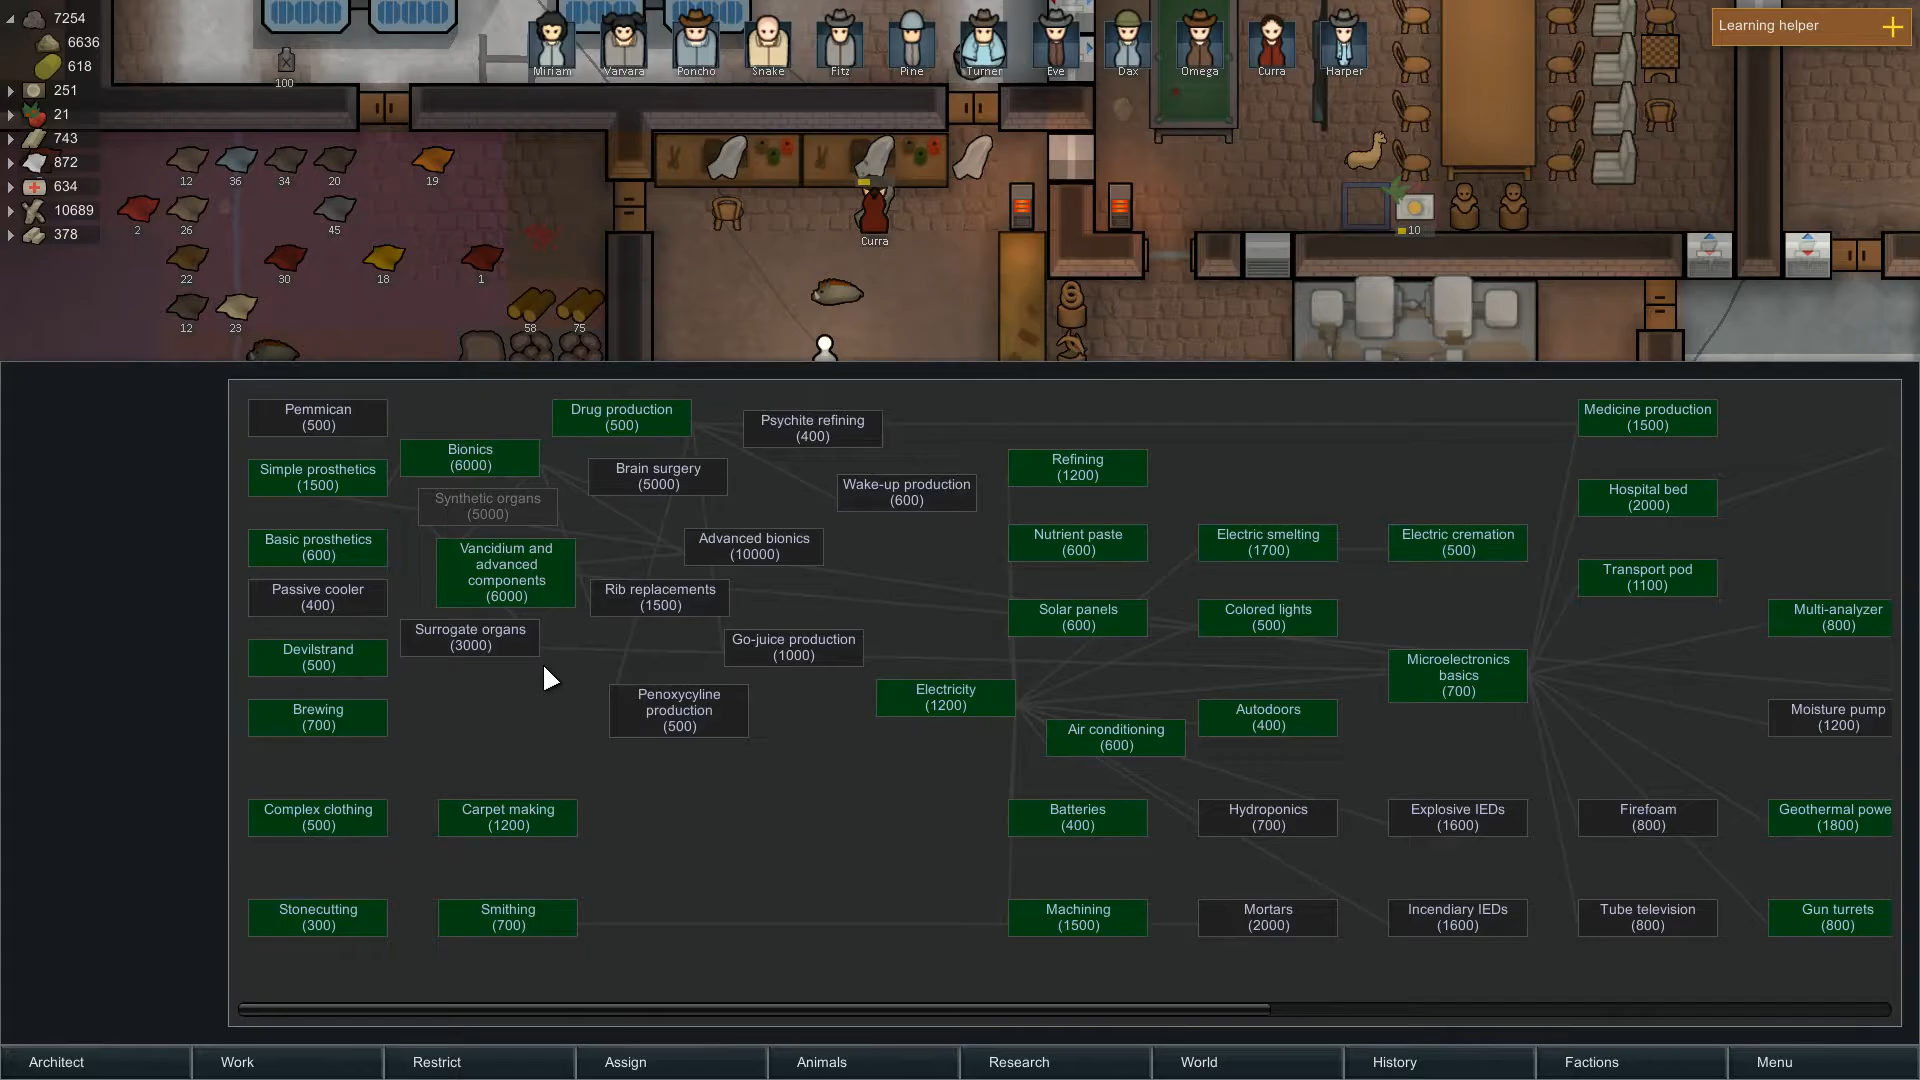 7254
6636
618
251
21
743
872
634
10689
378
100
Miriam
Varvara
Poncho
Snake
Fitz
Pine
Turner
Eve
Dax
Omega
Curra
Harper
Learning helper
12
36
34
20
19
2
26
45
22
30
18
1
12
23
58
75
Curra
10
Pemmican
(500)
Drug production
(500)
Psychite refining
(400)
Medicine production
(1500)
Bionics
(6000)
Simple prosthetics
(1500)
Brain surgery
(5000)
Refining
(1200)
Wake-up production
(600)
Hospital bed
(2000)
Synthetic organs
(5000)
Basic prosthetics
(600)
Vancidium and
advanced
components
(6000)
Advanced bionics
(10000)
Nutrient paste
(600)
Electric smelting
(1700)
Electric cremation
(500)
Transport pod
(1100)
Passive cooler
(400)
Rib replacements
(1500)
Solar panels
(600)
Colored lights
(500)
Multi-analyzer
(800)
Surrogate organs
(3000)
Go-juice production
(1000)
Devilstrand
(500)
Microelectronics
basics
(700)
Penoxycyline
production
(500)
Electricity
(1200)
Brewing
(700)
Air conditioning
(600)
Autodoors
(400)
Moisture pump
(1200)
Complex clothing
(500)
Carpet making
(1200)
Batteries
(400)
Hydroponics
(700)
Explosive IEDs
(1600)
Firefoam
(800)
Geothermal powe
(1800)
Stonecutting
(300)
Smithing
(700)
Machining
(1500)
Mortars
(2000)
Incendiary IEDs
(1600)
Tube television
(800)
Gun turrets
(800)
Architect
Work
Restrict
Assign
Animals
Research
World
History
Factions
Menu